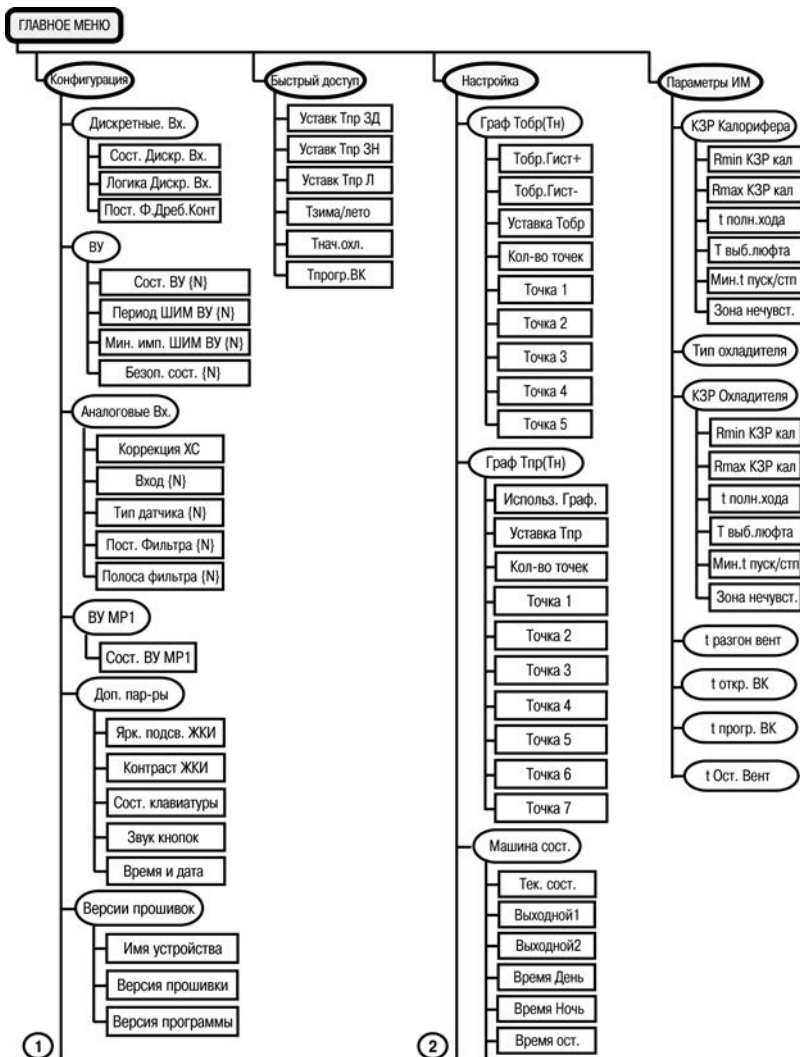 ГЛАВНОЕ МЕНЮ
Конфигурация
Дискретные. Вх.
Сост. Дискр. Вх.
Логика Дискр. Вх.
Пост. Ф.Дреб.Конт
ВУ
Сост. ВУ {N}
Период ШИМ ВУ {N}
Мин. имп. ШИМ ВУ {N}
Безоп. сост. {N}
Аналоговые Вх.
Коррекция ХС
Вход {N}
Тип датчика {N}
Пост. Фильтра {N}
Полоса фильтра {N}
ВУ МР1
Сост. ВУ МР1
Доп. пар-ры
Ярк. подсв. ЖКИ
Контраст ЖКИ
Сост. клавиатуры
Звук кнопок
Время и дата
Версии прошивок
Имя устройства
Версия прошивки
Версия программы
1
Быстрый доступ
Уставк Тпр ЗД
Уставк Тпр ЗН
Уставк Тпр Л
Тзима/лето
Тнач.охл.
Тпрогр.ВК
Настройка
Граф Тобр(Тн)
Тобр.Гист+
Тобр.Гист-
Уставка Тобр
Кол-во точек
Точка 1
Точка 2
Точка 3
Точка 4
Точка 5
Граф Тпр(Тн)
Использ. Граф.
Уставка Тпр
Кол-во точек
Точка 1
Точка 2
Точка 3
Точка 4
Точка 5
Точка 6
Точка 7
Машина сост.
Тек. сост.
Выходной1
Выходной2
Время День
Время Ночь
Время ост.
2
Параметры ИМ
КЗР Калорифера
Rmin КЗР кал
Rmax КЗР кал
t полн.хода
Т выб.люфта
Мин.t пуск/стп
Зона нечувст.
Тип охладителя
КЗР Охладителя
Rmin КЗР кал
Rmax КЗР кал
t полн.хода
Т выб.люфта
Мин.t пуск/стп
Зона нечувст.
t разгон вент
t откр. ВК
t прогр. ВК
t Ост. Вент